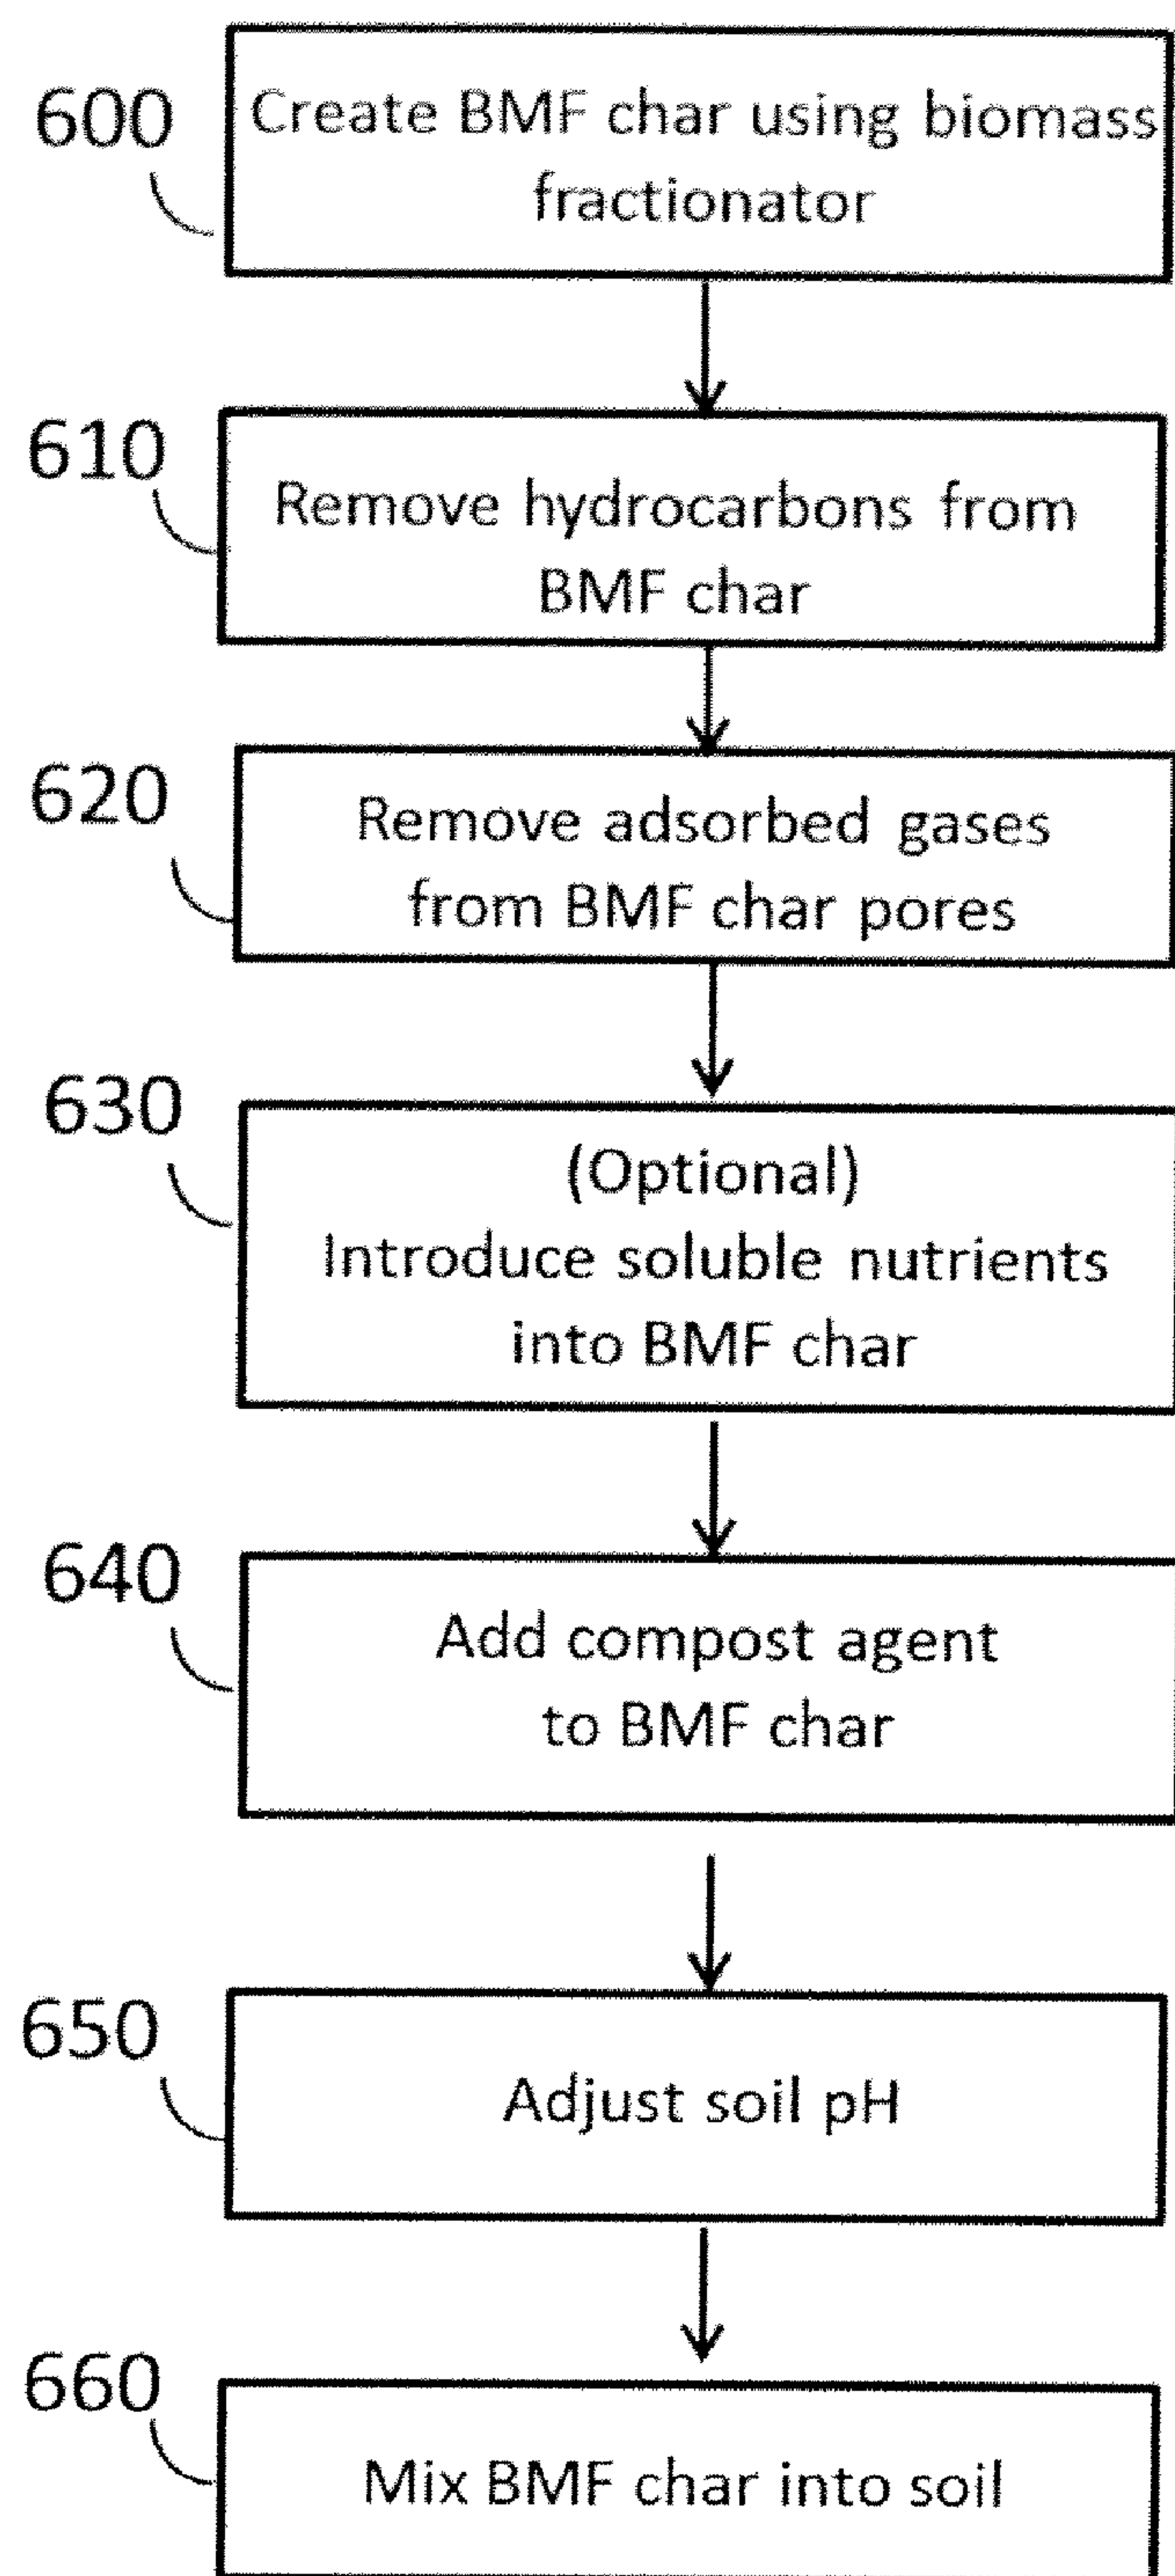 600
Create BMF char using biomass
fractionator
610
Remove hydrocarbons from
BMF char
620
Remove adsorbed gases
from BMF char pores
630
(Optional)
Introduce soluble nutrients
into BMF char
640
Add compost agent
to BMF char
650
Adjust soil pH
660
Mix BMF char into soil